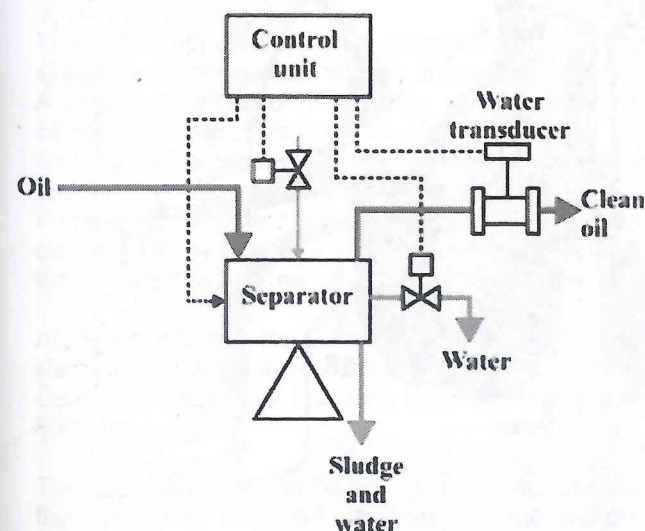 Control
unit
Water
transducer
Oil
Clean
oil
Separator
Water
Sludge
and
water